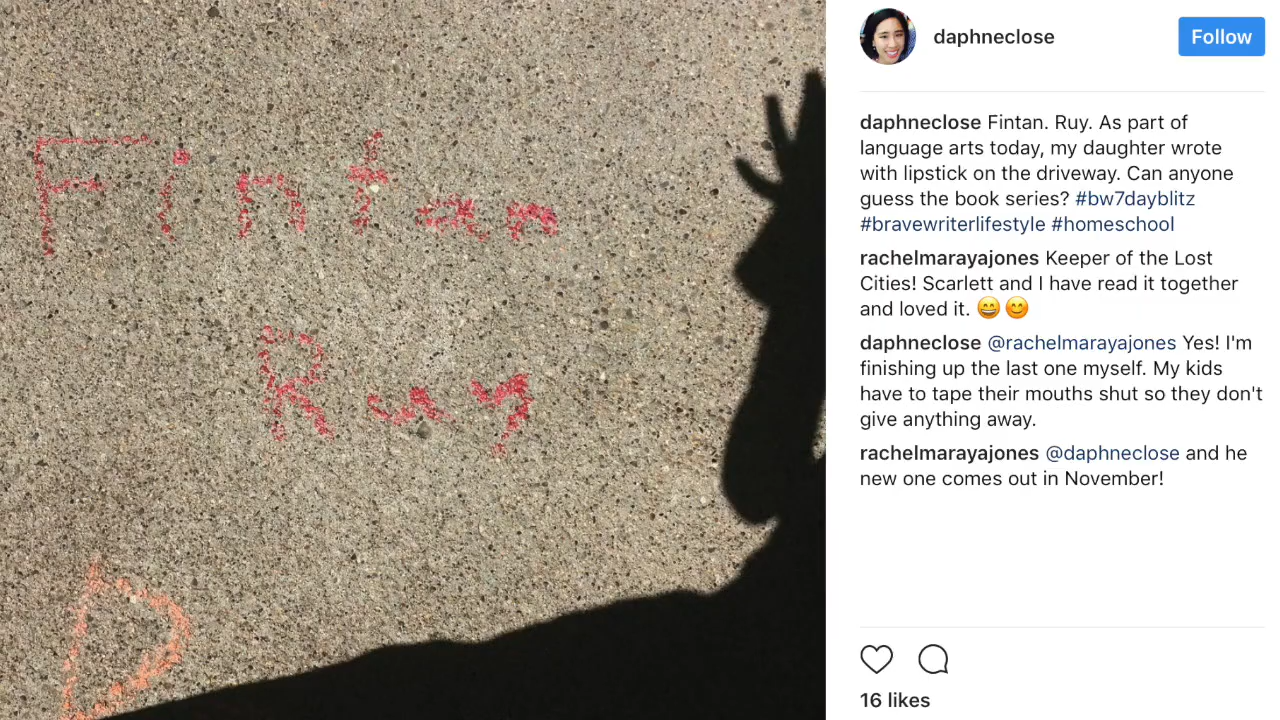 Fintan
Ruy
D
daphneclose
Follow
daphneclose Fintan. Ruy. As part of
language arts today, my daughter wrote
with lipstick on the driveway. Can anyone
guess the book series? #bw7dayblitz
#bravewriterlifestyle #homeschool
rachelmarayajones Keeper of the Lost
Cities! Scarlett and I have read it together
and loved it. 😄 😊
daphneclose @rachelmarayajones Yes! I'm
finishing up the last one myself. My kids
have to tape their mouths shut so they don't
give anything away.
rachelmarayajones @daphneclose and he
new one comes out in November!
16 likes